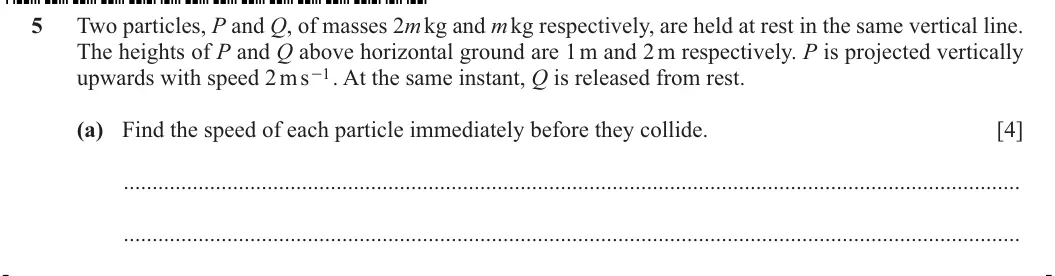 5 Two particles, P and Q, of masses 2m kg and m kg respectively, are held at rest in the same vertical line.
The heights of P and Q above horizontal ground are 1 m and 2 m respectively. P is projected vertically
upwards with speed 2 m s⁻¹. At the same instant, Q is released from rest.
(a) Find the speed of each particle immediately before they collide. [4]